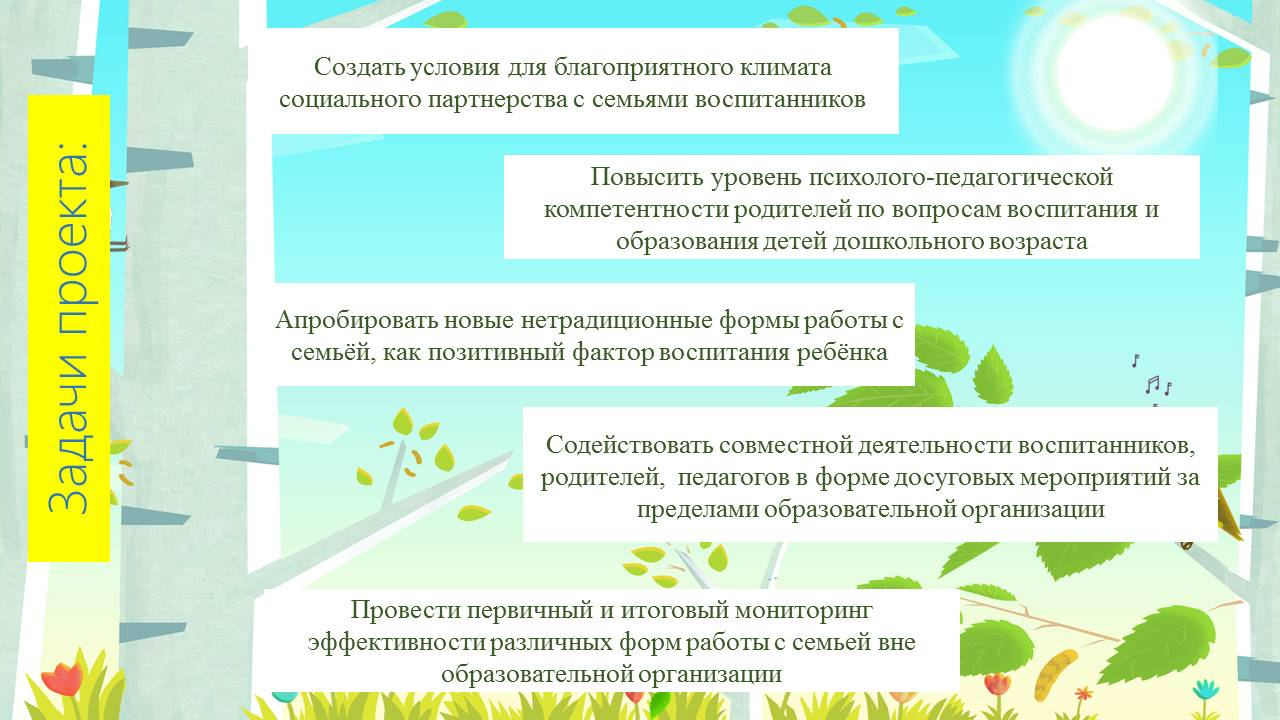 Задачи проекта:
Создать условия для благоприятного климата
социального партнерства с семьями воспитанников
Повысить уровень психолого-педагогической
компетентности родителей по вопросам воспитания и
образования детей дошкольного возраста
Апробировать новые нетрадиционные формы работы с
семьёй, как позитивный фактор воспитания ребёнка
Содействовать совместной деятельности воспитанников,
родителей, педагогов в форме досуговых мероприятий за
пределами образовательной организации
Провести первичный и итоговый мониторинг
эффективности различных форм работы с семьей вне
образовательной организации